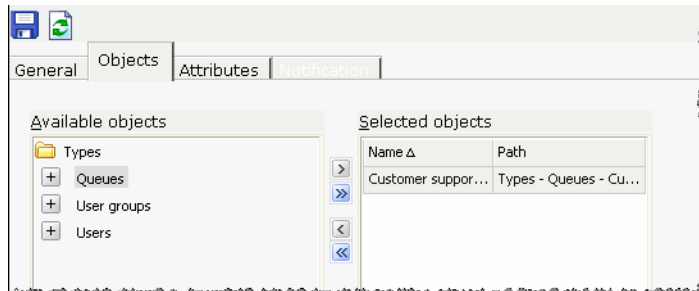 General Objects Attributes Notification
Available objects Selected objects
Types Name Path
Queues Customer suppor... Types - Queues - Cu...
User groups
Users